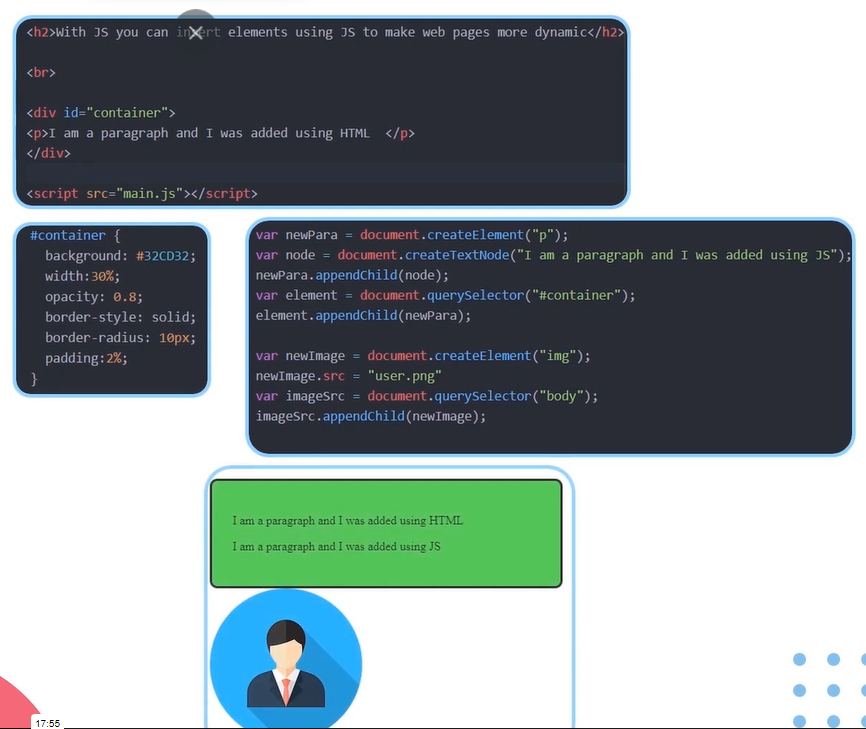 <h2>With JS you can insert elements using JS to make web pages more dynamic</h2>
<br>
<div id="container">
<p>I am a paragraph and I was added using HTML  </p>
</div>
<script src="main.js"></script>
#container {
background: #32CD32;
width:30%;
opacity: 0.8;
border-style: solid;
border-radius: 10px;
padding:2%;
}
var newPara = document.createElement("p");
var node = document.createTextNode("I am a paragraph and I was added using JS");
newPara.appendChild(node);
var element = document.querySelector("#container");
element.appendChild(newPara);
var newImage = document.createElement("img");
newImage.src = "user.png"
var imageSrc = document.querySelector("body");
imageSrc.appendChild(newImage);
I am a paragraph and I was added using HTML
I am a paragraph and I was added using JS
17:55